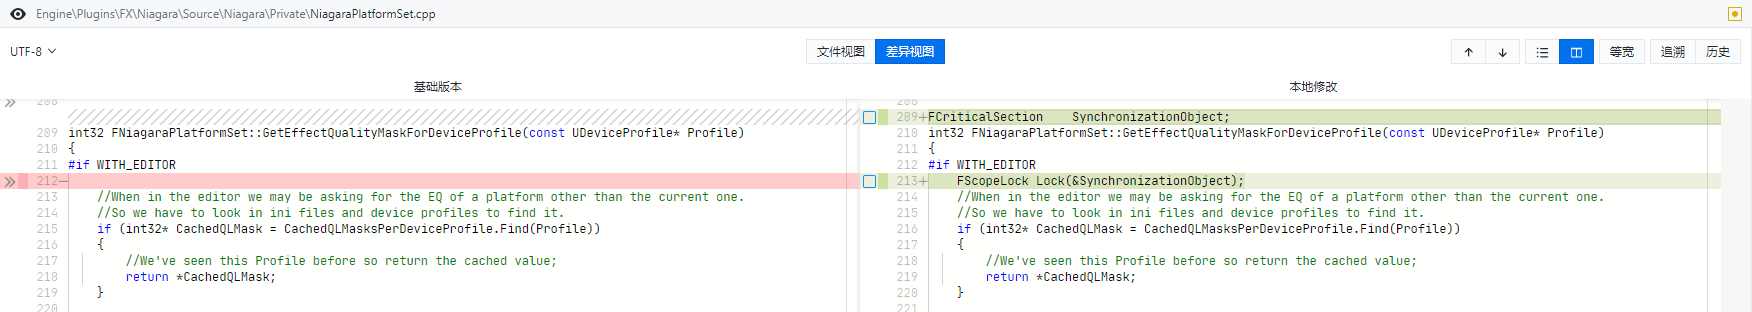 Engine\Plugins\FX\Niagara\Source\Niagara\Private\NiagaraPlatformSet.cpp
UTF-8
文件视图 差异视图
等宽 追溯 历史
基础版本
本地修改
208
209 int32 FNiagaraPlatformSet::GetEffectQualityMaskForDeviceProfile(const UDeviceProfile* Profile)
210 {
211 #if WITH_EDITOR
212-
213 //When in the editor we may be asking for the EQ of a platform other than the current one.
214 //So we have to look in ini files and device profiles to find it.
215 if (int32* CachedQLMask = CachedQLMasksPerDeviceProfile.Find(Profile))
216 {
217 //We've seen this Profile before so return the cached value;
218 return *CachedQLMask;
219 }
220
208
209+ FCriticalSection    SynchronizationObject;
210 int32 FNiagaraPlatformSet::GetEffectQualityMaskForDeviceProfile(const UDeviceProfile* Profile)
211 {
212 #if WITH_EDITOR
213+ FScopeLock Lock(&SynchronizationObject);
214 //When in the editor we may be asking for the EQ of a platform other than the current one.
215 //So we have to look in ini files and device profiles to find it.
216 if (int32* CachedQLMask = CachedQLMasksPerDeviceProfile.Find(Profile))
217 {
218 //We've seen this Profile before so return the cached value;
219 return *CachedQLMask;
220 }
221